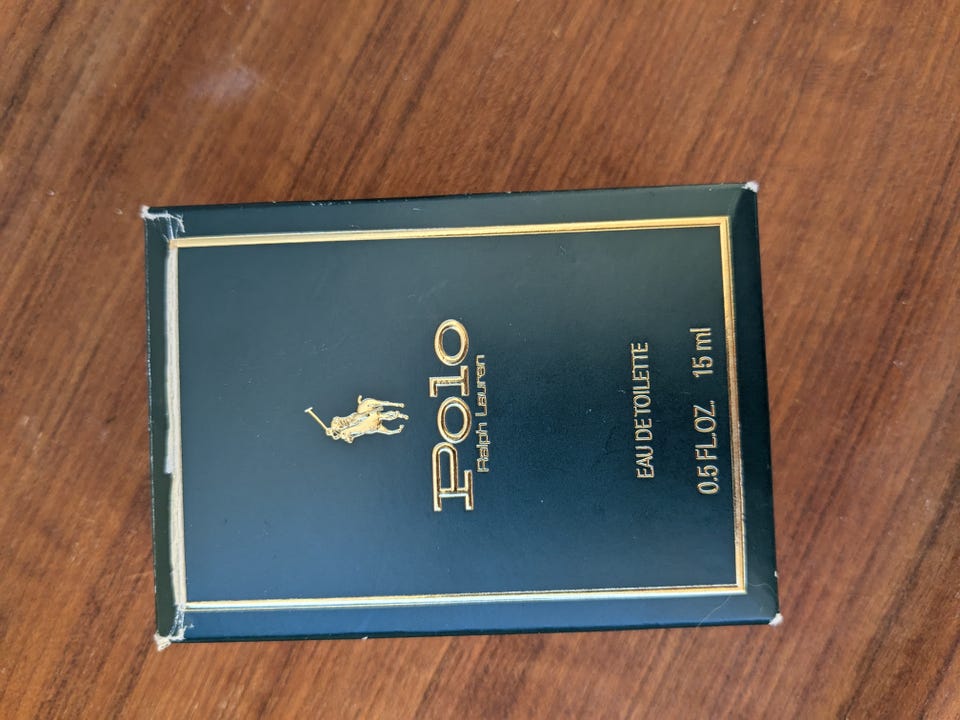 Polo
Ralph Lauren
EAU DE TOILETTE
0.5 FL.OZ. 15 ml